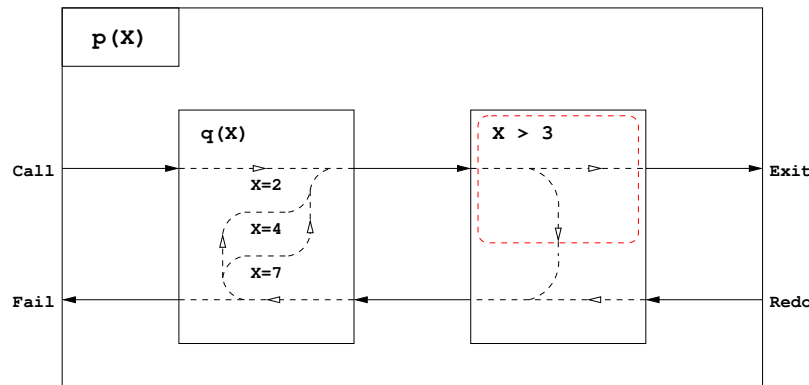 p(X)
q(X)
X > 3
Call
Exit
X=2
X=4
X=7
Fail
Redo